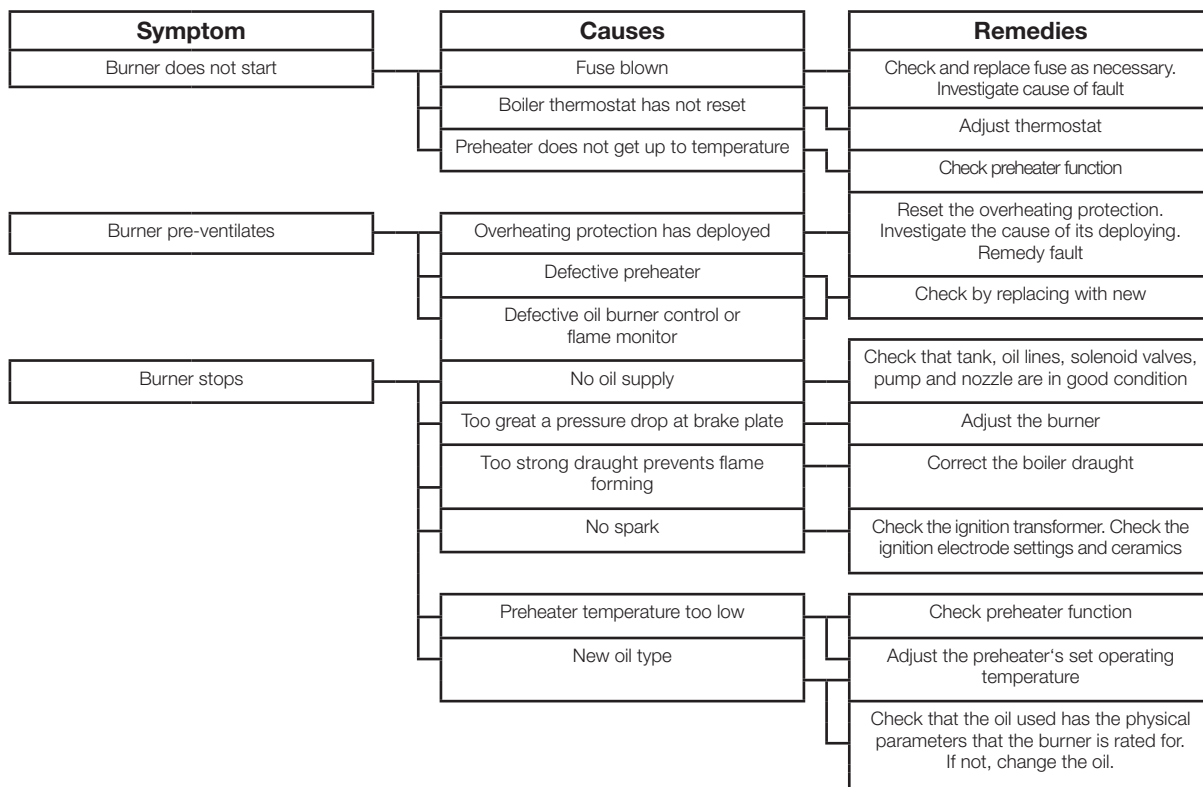 Symptom
Causes
Remedies
Burner does not start
Fuse blown
Check and replace fuse as necessary.
Investigate cause of fault
Boiler thermostat has not reset
Adjust thermostat
Preheater does not get up to temperature
Check preheater function
Burner pre-ventilates
Overheating protection has deployed
Reset the overheating protection.
Investigate the cause of its deploying.
Remedy fault
Defective preheater
Check by replacing with new
Defective oil burner control or
flame monitor
Burner stops
No oil supply
Check that tank, oil lines, solenoid valves,
pump and nozzle are in good condition
Too great a pressure drop at brake plate
Adjust the burner
Too strong draught prevents flame
forming
Correct the boiler draught
No spark
Check the ignition transformer. Check the
ignition electrode settings and ceramics
Preheater temperature too low
Check preheater function
New oil type
Adjust the preheater‘s set operating
temperature
Check that the oil used has the physical
parameters that the burner is rated for.
If not, change the oil.